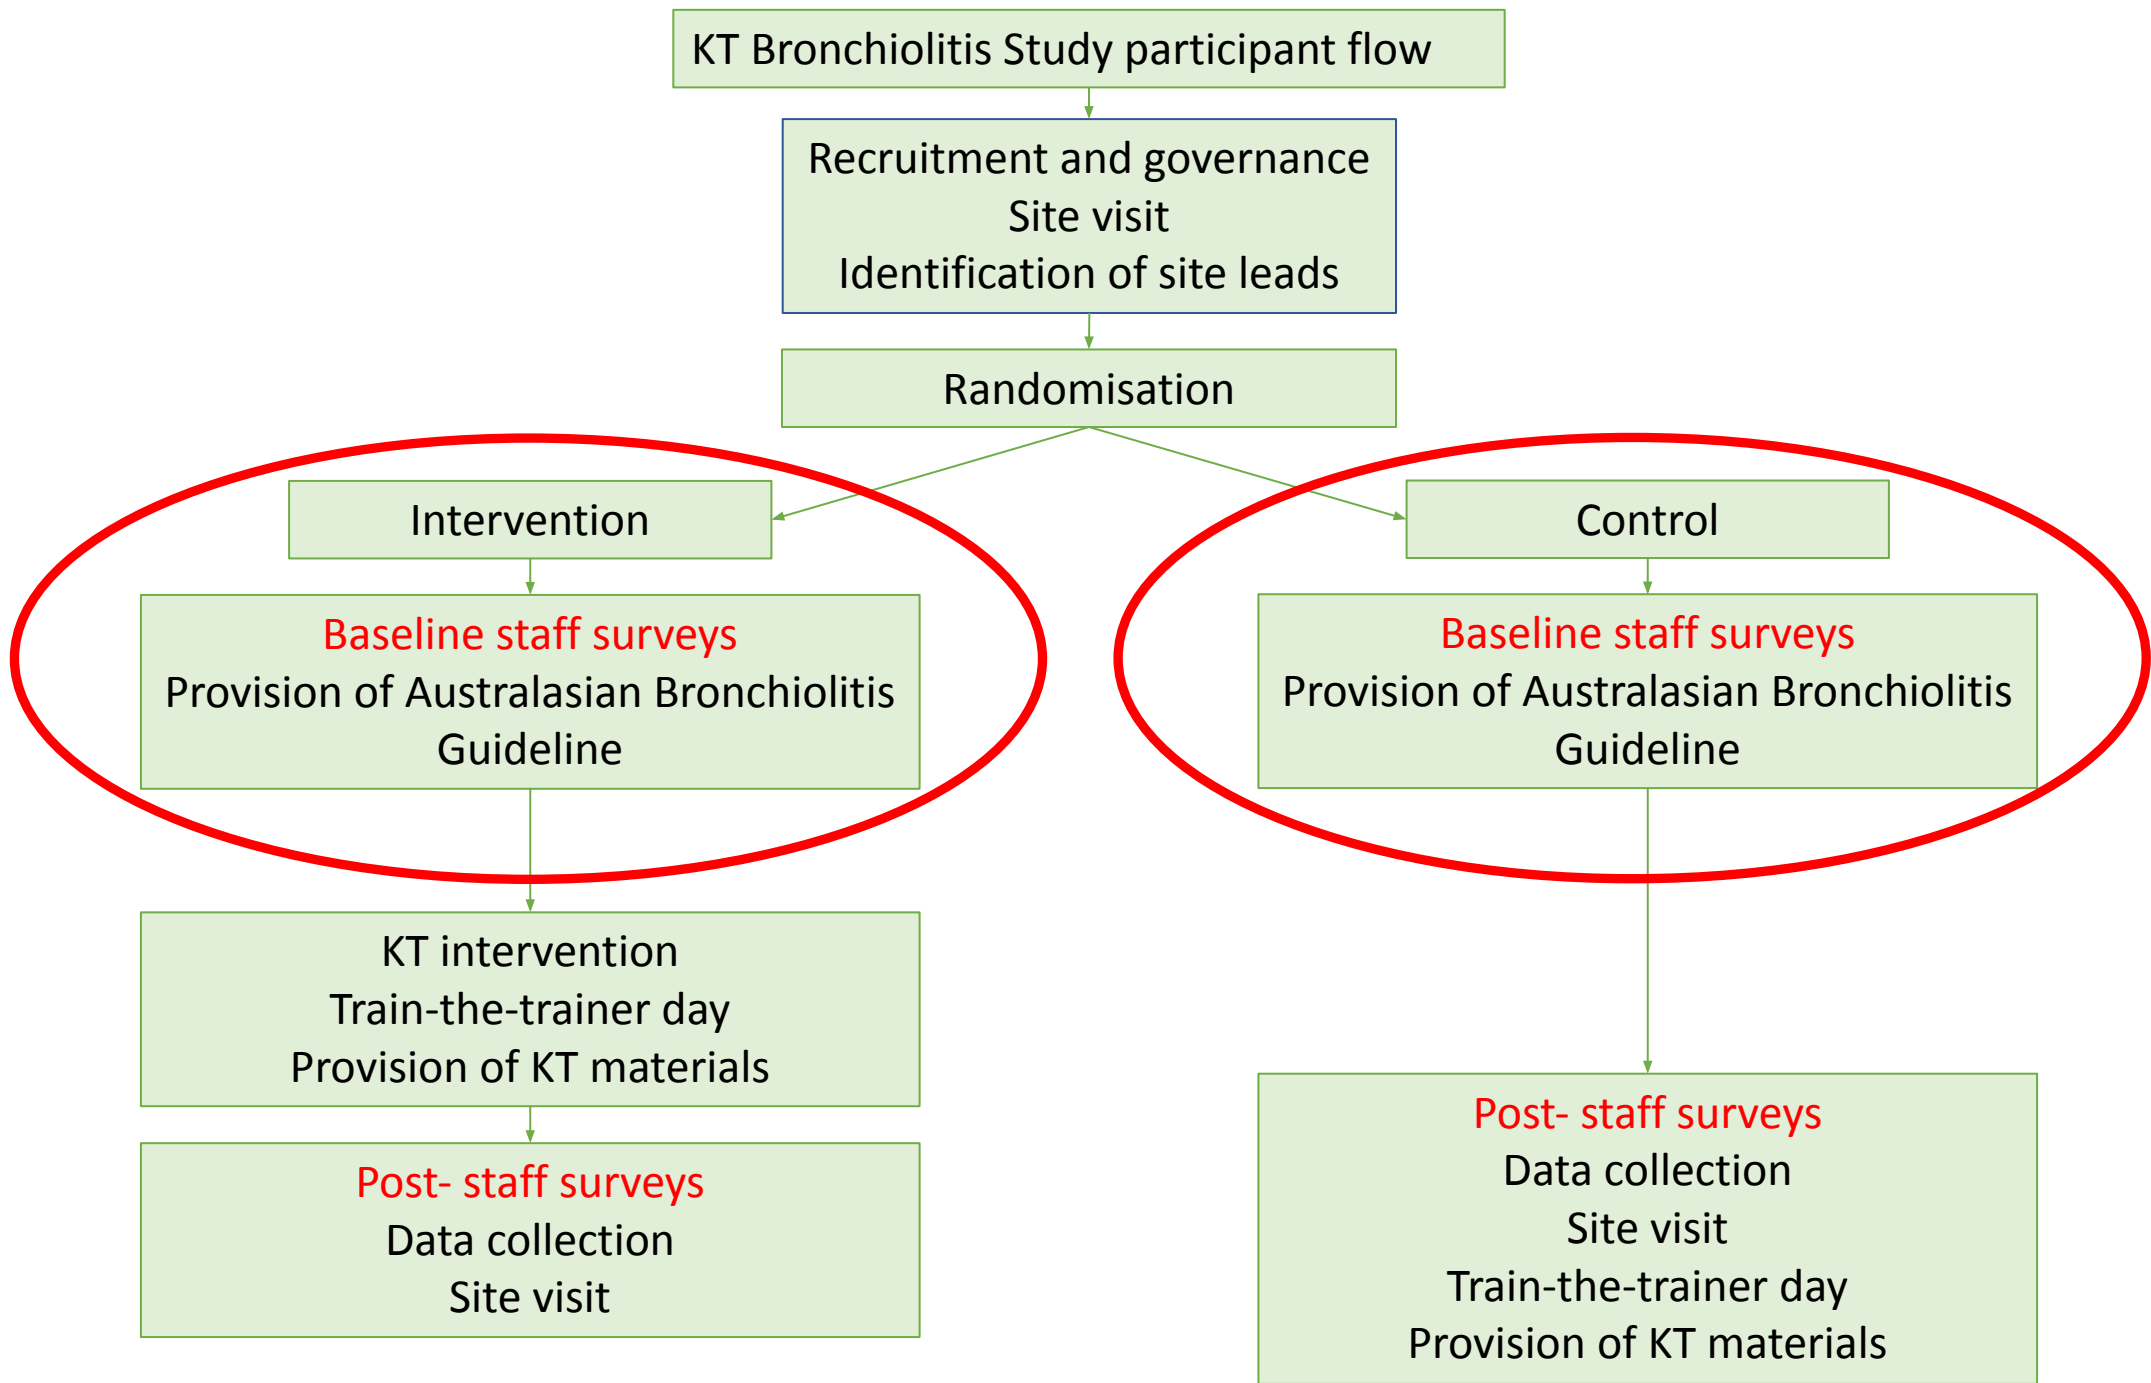 KT Bronchiolitis Study participant flow
Recruitment and governance
Site visit
Identification of site leads
Randomisation
Intervention
Baseline staff surveys
Provision of Australasian Bronchiolitis
Guideline
KT intervention
Train-the-trainer day
Provision of KT materials
Post- staff surveys
Data collection
Site visit
Control
Baseline staff surveys
Provision of Australasian Bronchiolitis
Guideline
Post- staff surveys
Data collection
Site visit
Train-the-trainer day
Provision of KT materials